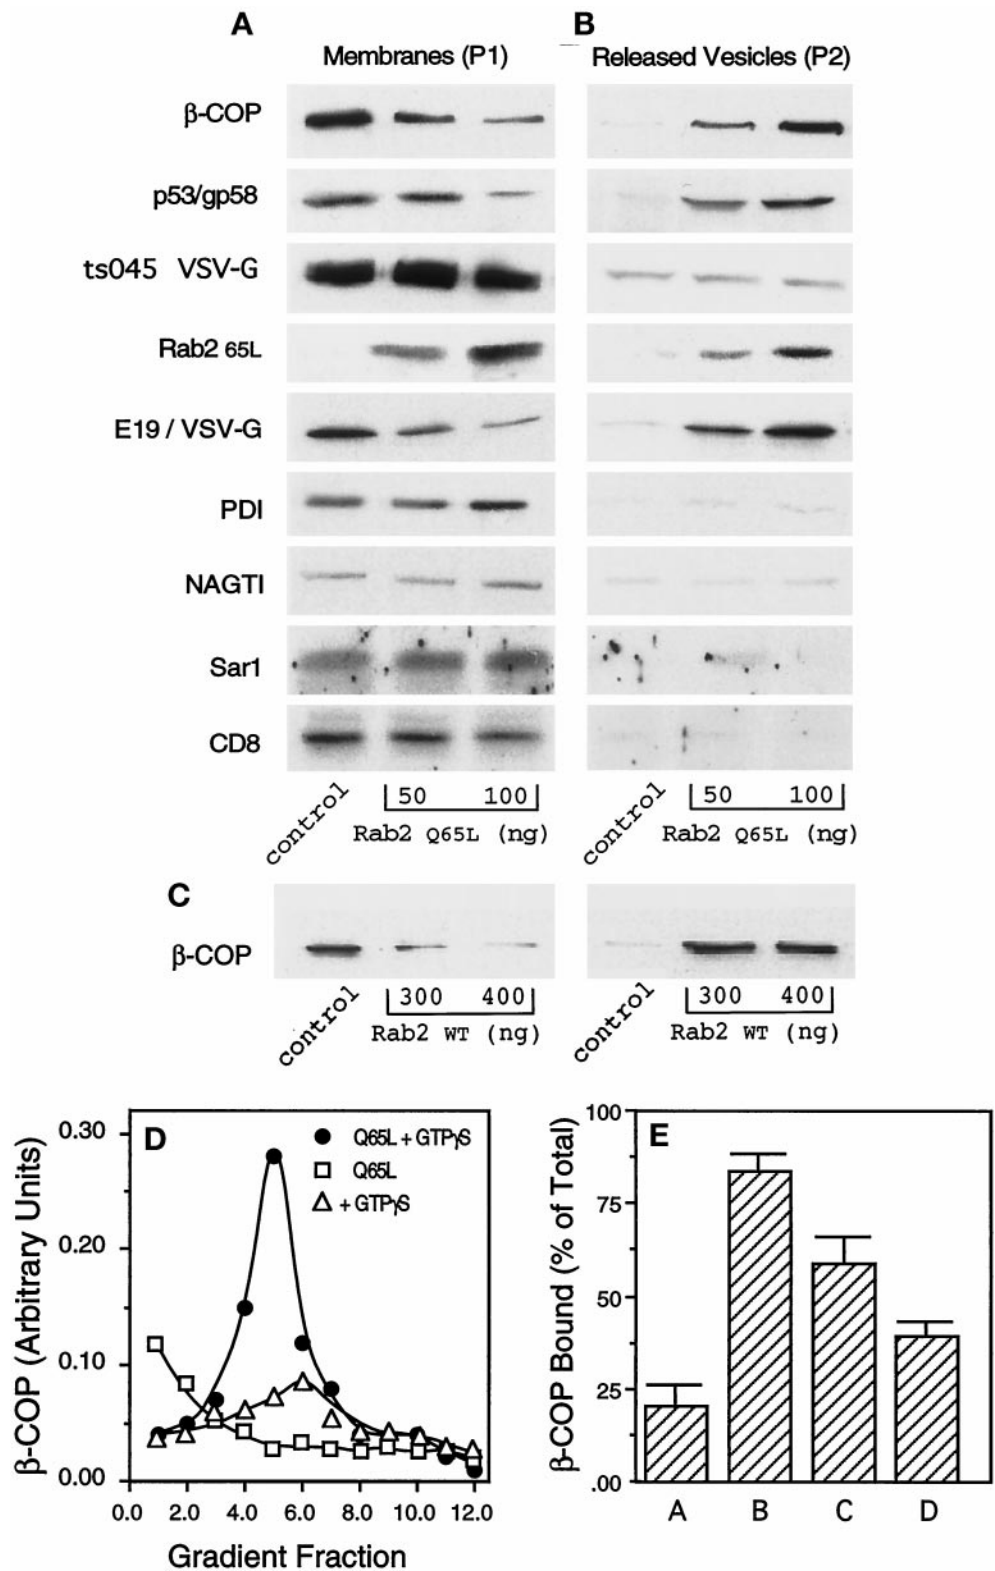 A B
Membranes (P1) Released Vesicles (P2)
β-COP
p53/gp58
ts045 VSV-G
Rab2 65L
E19 / VSV-G
PDI
NAGTI
Sar1
CD8
control 50 100 control 50 100
Rab2 Q65L (ng) Rab2 Q65L (ng)
C
β-COP
control 300 400 control 300 400
Rab2 WT (ng) Rab2 WT (ng)
D
β-COP (Arbitrary Units)
0.30
0.20
0.10
0.00
● Q65L + GTPγS
□ Q65L
△ + GTPγS
0.0 2.0 4.0 6.0 8.0 10.0 12.0
Gradient Fraction
E
β-COP Bound (% of Total)
100
75
50
25
.00
A B C D